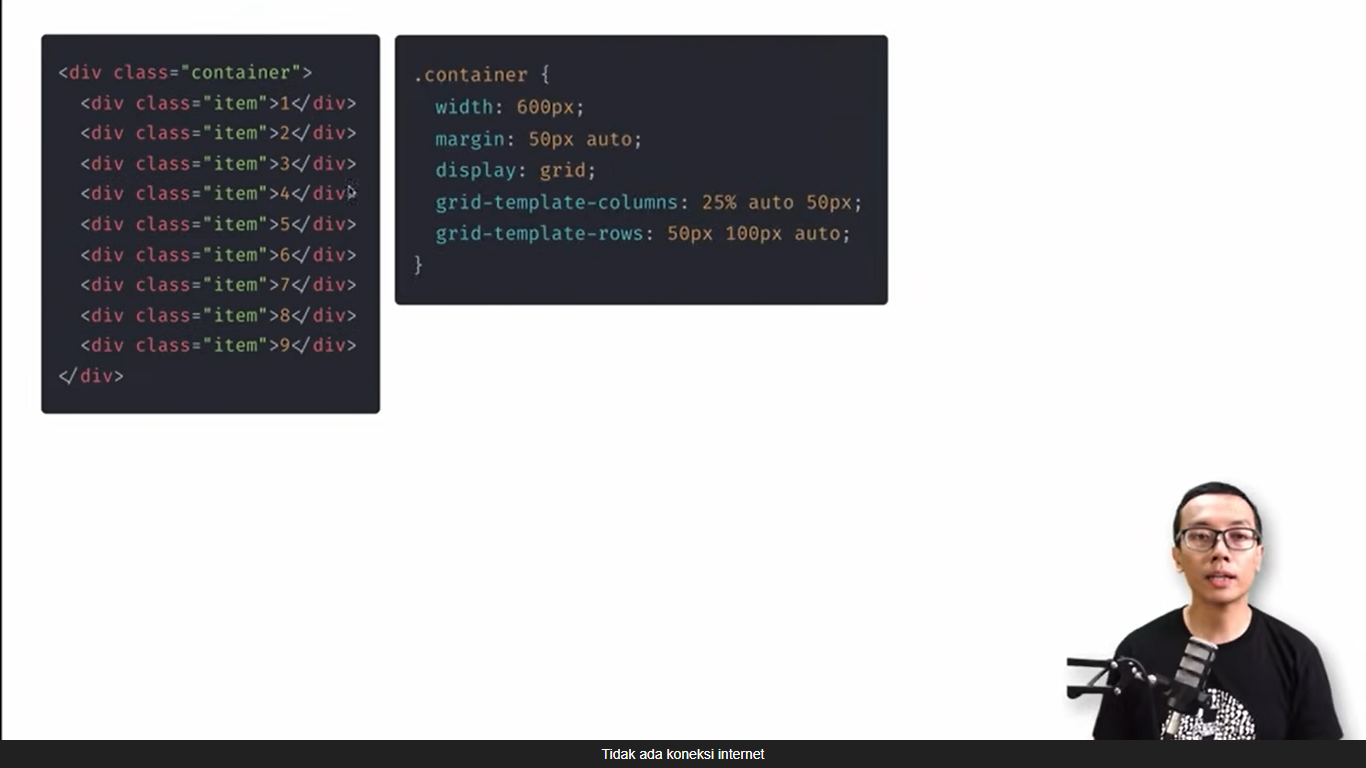 <div class="container">
<div class="item">1</div>
<div class="item">2</div>
<div class="item">3</div>
<div class="item">4</div>
<div class="item">5</div>
<div class="item">6</div>
<div class="item">7</div>
<div class="item">8</div>
<div class="item">9</div>
</div>
.container {
width: 600px;
margin: 50px auto;
display: grid;
grid-template-columns: 25% auto 50px;
grid-template-rows: 50px 100px auto;
}
Tidak ada koneksi internet